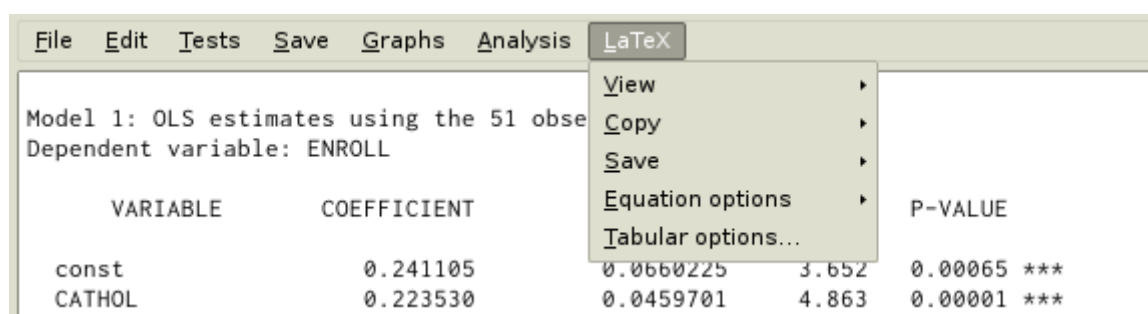 File Edit Tests Save Graphs Analysis LaTeX
View
Copy
Save
Equation options
Tabular options...
Model 1: OLS estimates using the 51 obse
Dependent variable: ENROLL
VARIABLE COEFFICIENT P-VALUE
const 0.241105 0.0660225 3.652 0.00065 ***
CATHOL 0.223530 0.0459701 4.863 0.00001 ***